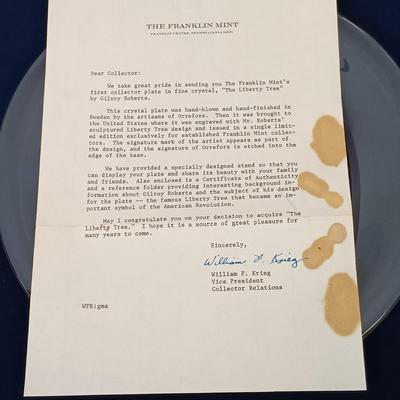 THE FRANKLIN MINT
FRANKLIN CENTER, PENNSYLVANIA 19063
Dear Collector:
We take great pride in sending you The Franklin Mint's
first collector plate in fine crystal, "The Liberty Tree"
by Gilroy Roberts.
This crystal plate was hand-blown and hand-finished in
Sweden by the artisans of Orrefors. Then it was brought to
the United States where it was engraved with Mr. Roberts'
sculptured Liberty Tree design and issued in a single limit-
ed edition exclusively for established Franklin Mint collec-
tors. The signature mark of the artist appears as part of
the design, and the signature of Orrefors is etched into the
edge of the base.
We have provided a specially designed stand so that you
can display your plate and share its beauty with your family
and friends. Also enclosed is a Certificate of Authenticity
and a reference folder providing interesting background in-
formation about Gilroy Roberts and the subject of his design
for the plate -- the famous Liberty Tree that became an im-
portant symbol of the American Revolution.
May I congratulate you on your decision to acquire "The
Liberty Tree." I hope it is a source of great pleasure for
many years to come.
Sincerely,
William F. Krieg
William F. Krieg
Vice President
Collector Relations
WFK:gma